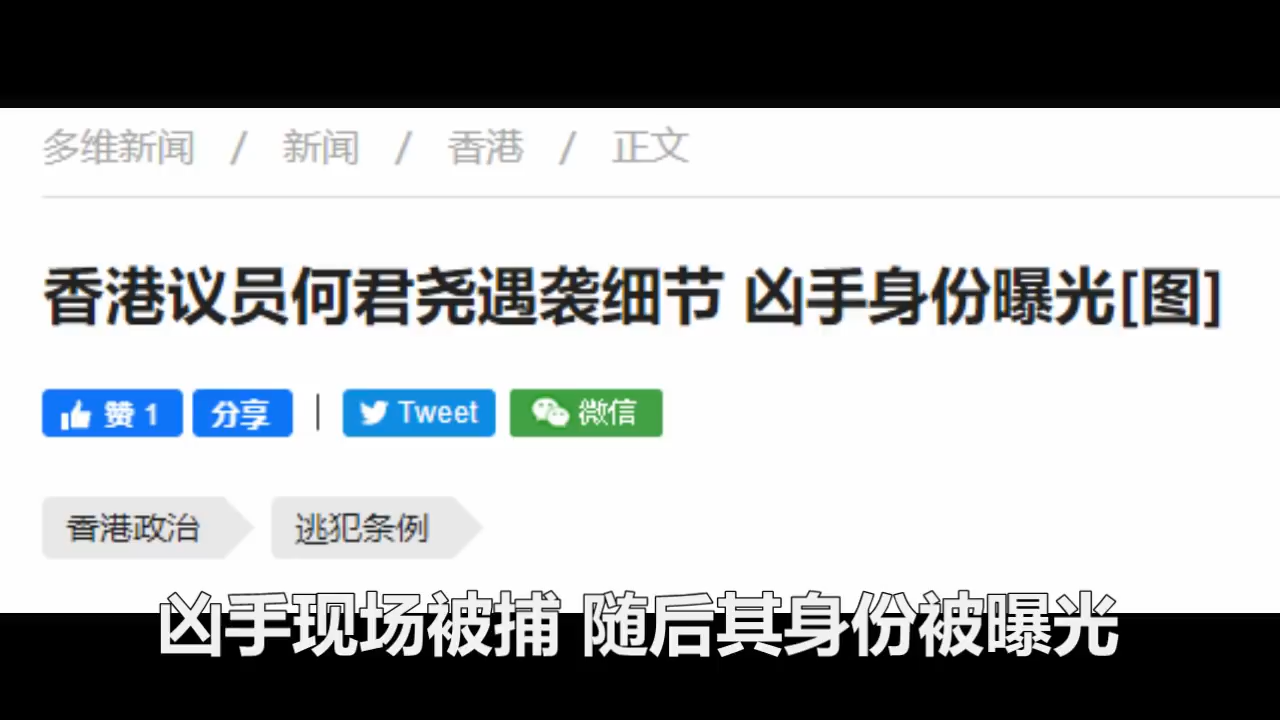 多维新闻 / 新闻 / 香港 / 正文
香港议员何君尧遇袭细节 凶手身份曝光[图]
赞 1 分享 | Tweet 微信
香港政治 逃犯条例
凶手现场被捕 随后其身份被曝光